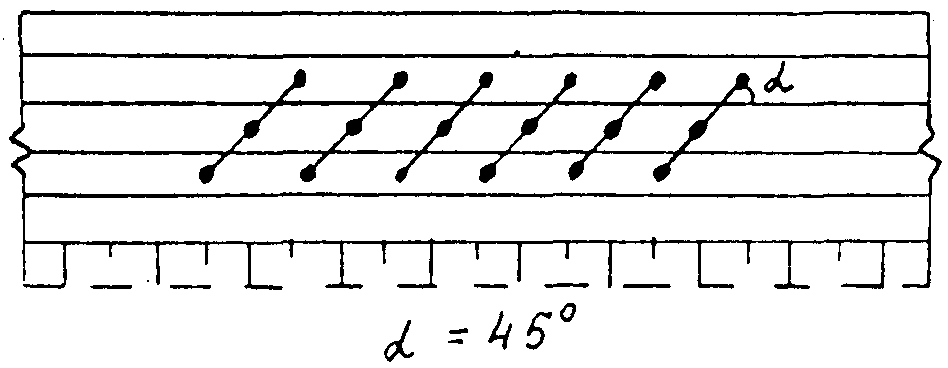 α
α = 45°